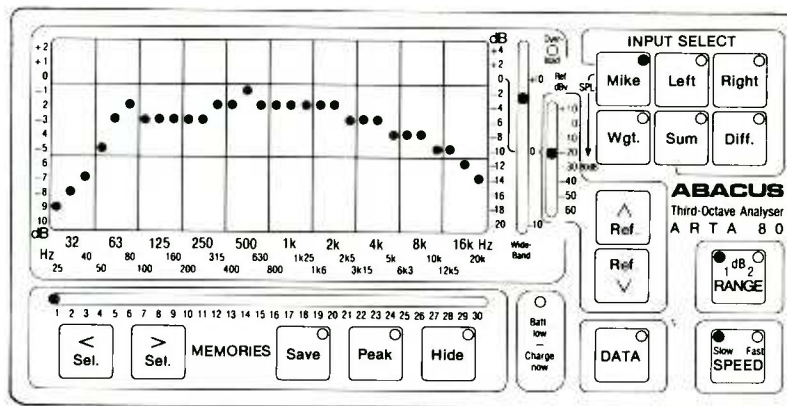 dB
+2
+1
0
-1
-2
-3
-4
-5
-6
-7
-8
-9
10
dB
+4
+2
0
-2
-4
-6
-8
-10
-12
-14
-16
-18
20
32 63 125 250 500 1k 2k 4k 8k 16k Hz
Hz 40 80 160 315 630 1k25 2k5 5k 10k 20k
25 50 100 200 400 800 1k6 3k15 6k3 12k5
+0
0
-10
Wide-
Band
Over
load
Ref
dBv
SPL
+10
0
10
20
30
40
50
60
80dB
INPUT SELECT
Mike Left Right
Wgt. Sum Diff.
ABACUS
Third-Octave Analyser
ARTA 80
^
Ref
Ref
v
1 dB 2
RANGE
DATA
Slow Fast
SPEED
1 2 3 4 5 6 7 8 9 10 11 12 13 14 15 16 17 18 19 20 21 22 23 24 25 26 27 28 29 30
<
Sel.
>
Sel.
MEMORIES
Save
Peak
Hide
Batt
low
—
Charge
now